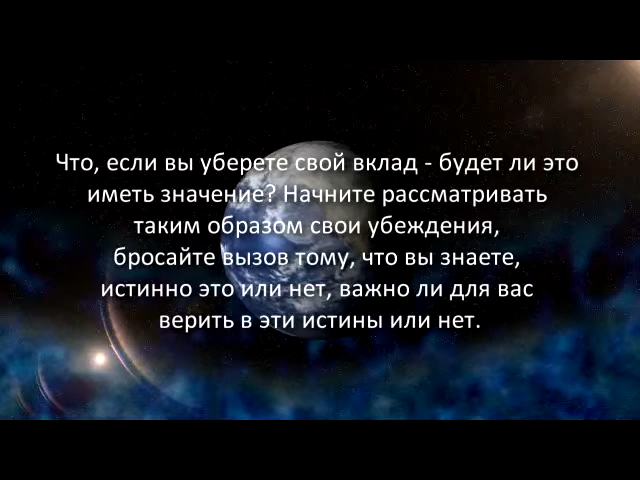 Что, если вы уберете свой вклад - будет ли это
иметь значение? Начните рассматривать
таким образом свои убеждения,
бросайте вызов тому, что вы знаете,
истинно это или нет, важно ли для вас
верить в эти истины или нет.